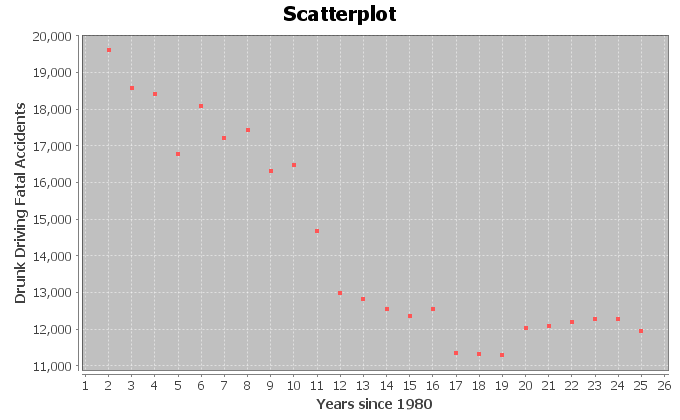 Scatterplot
20,000
19,000
18,000
17,000
16,000
15,000
14,000
13,000
12,000
11,000
Drunk Driving Fatal Accidents
1 2 3 4 5 6 7 8 9 10 11 12 13 14 15 16 17 18 19 20 21 22 23 24 25 26
Years since 1980